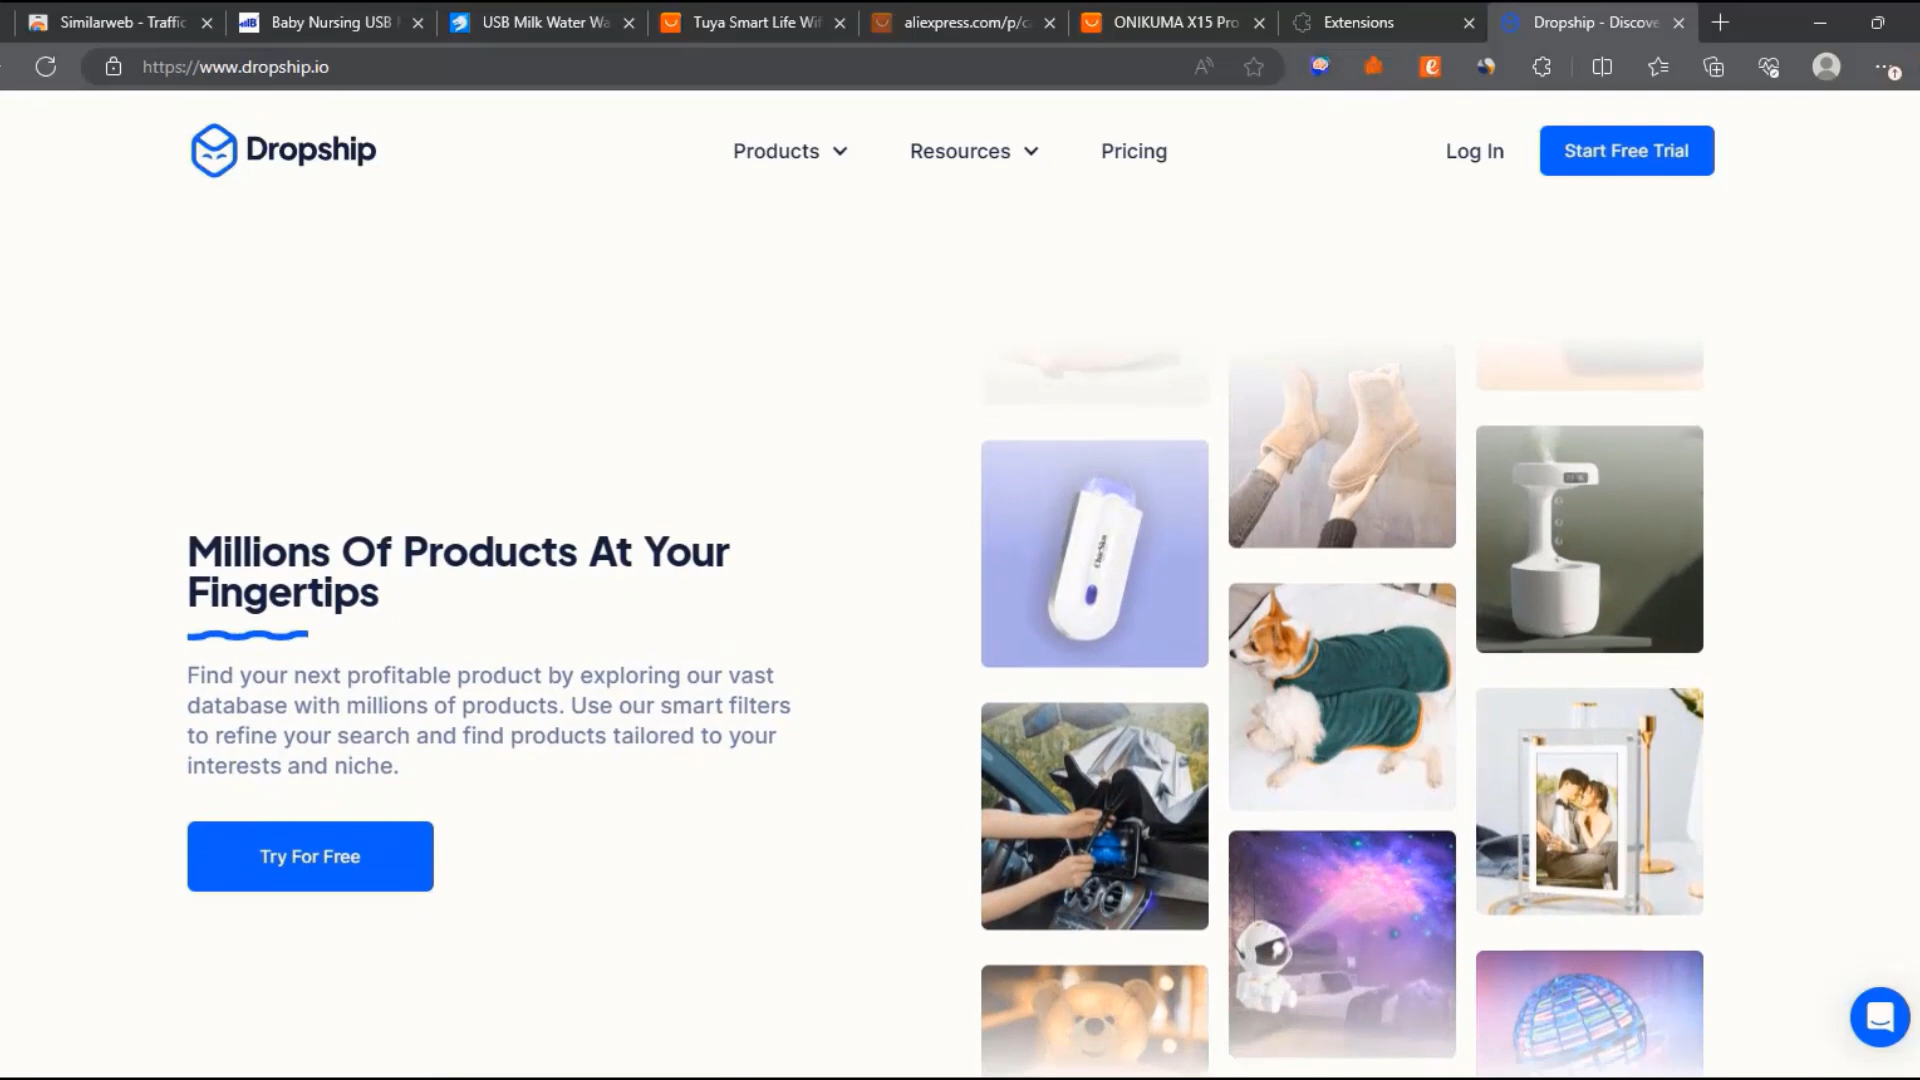 Similarweb - Traffic
Baby Nursing USB
USB Milk Water Wa
Tuya Smart Life Wif
aliexpress.com/p/c
ONIKUMA X15 Pro
Extensions
Dropship - Discove
https://www.dropship.io
Dropship
Products
Resources
Pricing
Log In
Start Free Trial
Millions Of Products At Your
Fingertips
Find your next profitable product by exploring our vast
database with millions of products. Use our smart filters
to refine your search and find products tailored to your
interests and niche.
Try For Free